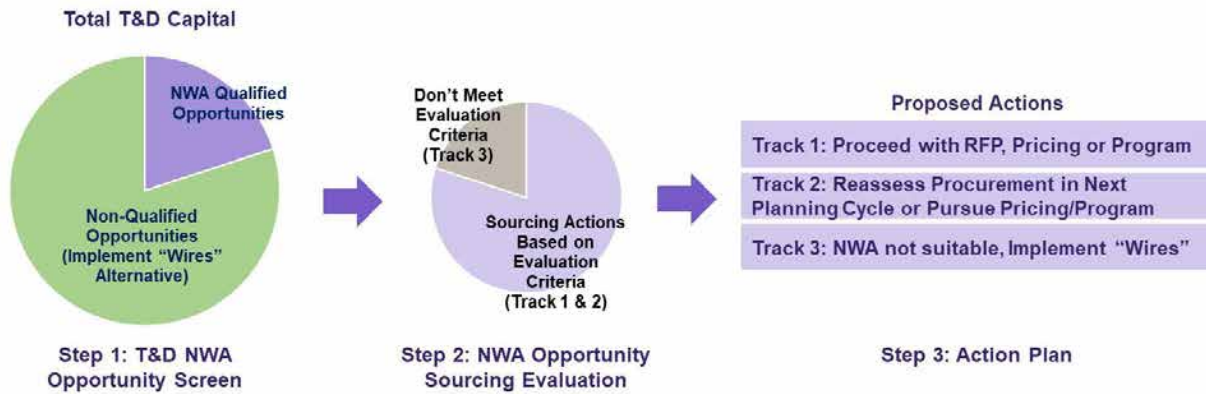 Total T&D Capital
NWA Qualified
Opportunities
Non-Qualified
Opportunities
(Implement “Wires”
Alternative)
Step 1: T&D NWA
Opportunity Screen
Don’t Meet
Evaluation
Criteria
(Track 3)
Sourcing Actions
Based on
Evaluation
Criteria
(Track 1 & 2)
Step 2: NWA Opportunity
Sourcing Evaluation
Proposed Actions
Track 1: Proceed with RFP, Pricing or Program
Track 2: Reassess Procurement in Next
Planning Cycle or Pursue Pricing/Program
Track 3: NWA not suitable, Implement “Wires”
Step 3: Action Plan